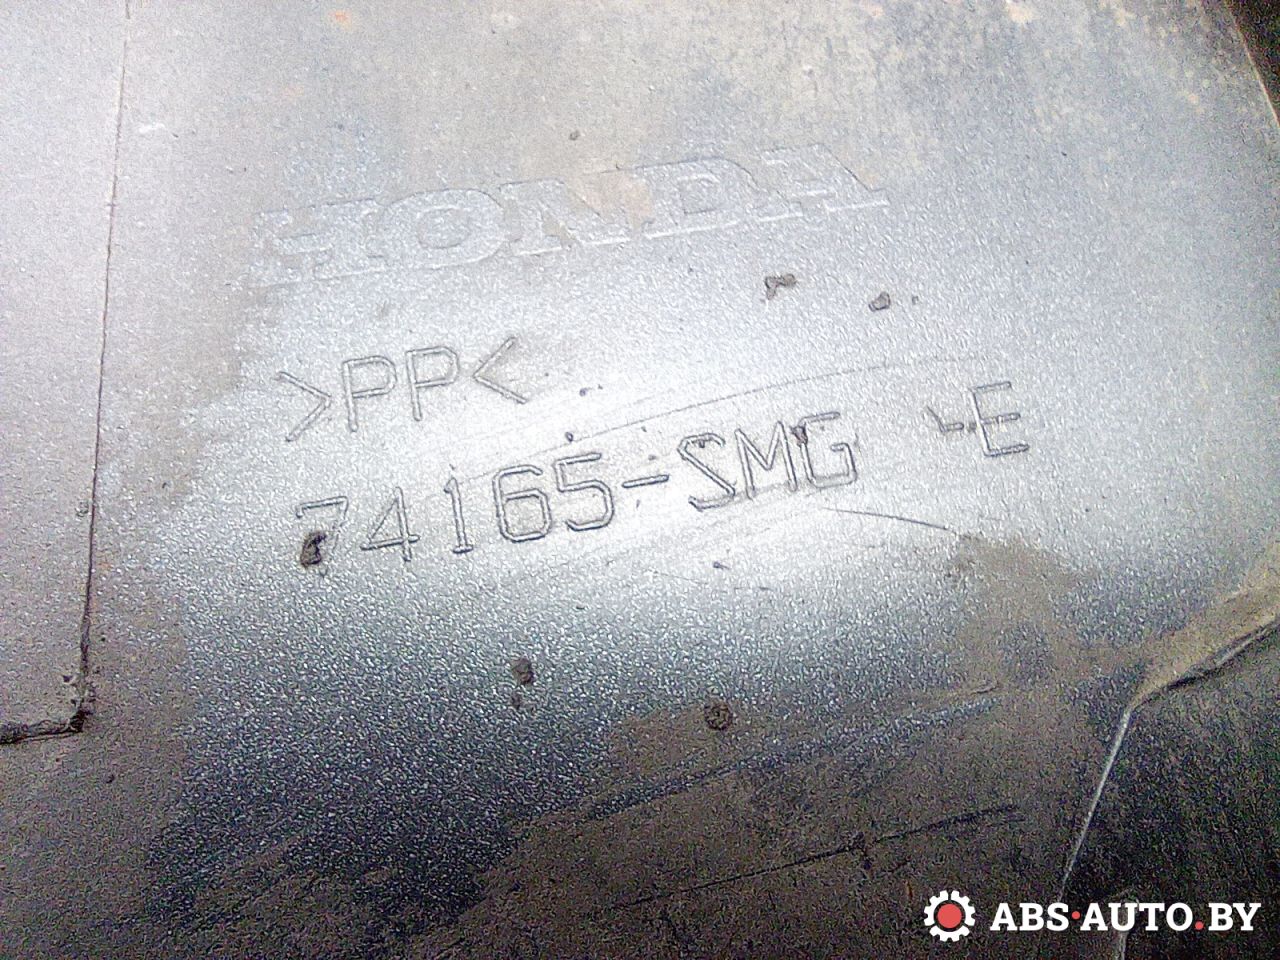 HONDA
>PP<
74165-SMG -E
ABS·AUTO.BY